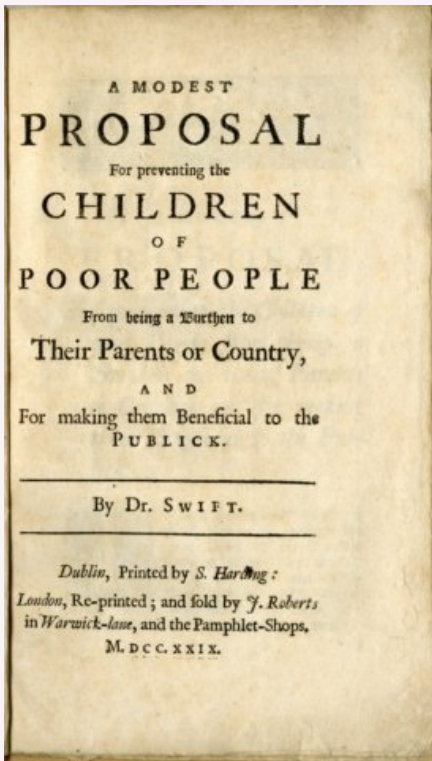 A MODEST
PROPOSAL
For preventing the
CHILDREN
OF
POOR PEOPLE
From being a Burthen to
Their Parents or Country,
AND
For making them Beneficial to the
PUBLICK.
By Dr. SWIFT.
Dublin, Printed by S. Harding:
London, Re-printed; and ſold by J. Roberts
in Warwick-lane, and the Pamphlet-Shops.
M.DCC.XXIX.